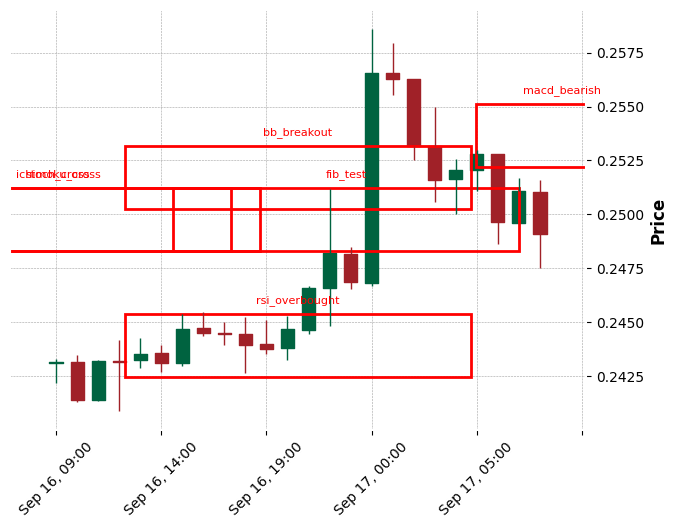 0.2575
macd_bearish
0.2550
bb_breakout
0.2525
fib_test
0.2500
Price
0.2475
rsi_overbought
0.2450
0.2425
Sep 16, 09:00
Sep 16, 14:00
Sep 16, 19:00
Sep 17, 00:00
Sep 17, 05:00